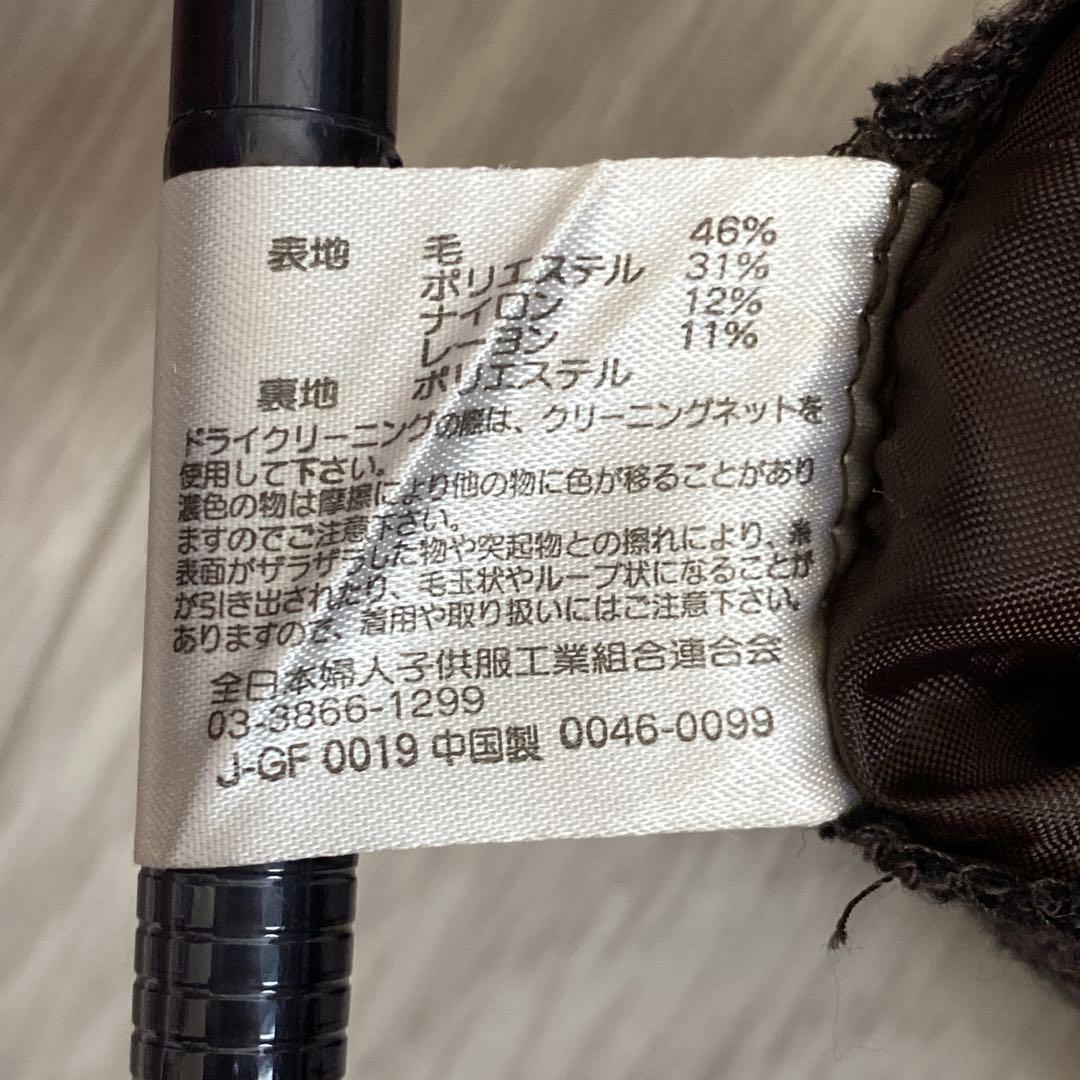 表地 毛 46%
ポリエステル 31%
ナイロン 12%
レーヨン 11%
裏地 ポリエステル
ドライクリーニングの際は、クリーニングネットを
使用して下さい。
濃色の物は摩擦により他の物に色が移ることがあり
ますのでご注意下さい。
表面がザラザラした物や突起物との擦れにより、糸
が引き出されたり、毛玉状やループ状になることが
ありますので、着用や取り扱いにはご注意下さい。
全日本婦人子供服工業組合連合会
03-3866-1299
J-GF 0019 中国製 0046-0099